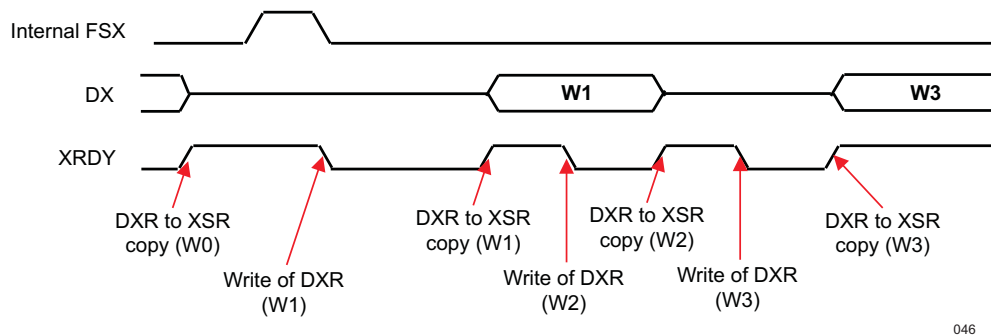 Internal FSX
DX
W1
W3
XRDY
DXR to XSR
copy (W0)
Write of DXR
(W1)
DXR to XSR
copy (W1)
Write of DXR
(W2)
DXR to XSR
copy (W2)
Write of DXR
(W3)
DXR to XSR
copy (W3)
046